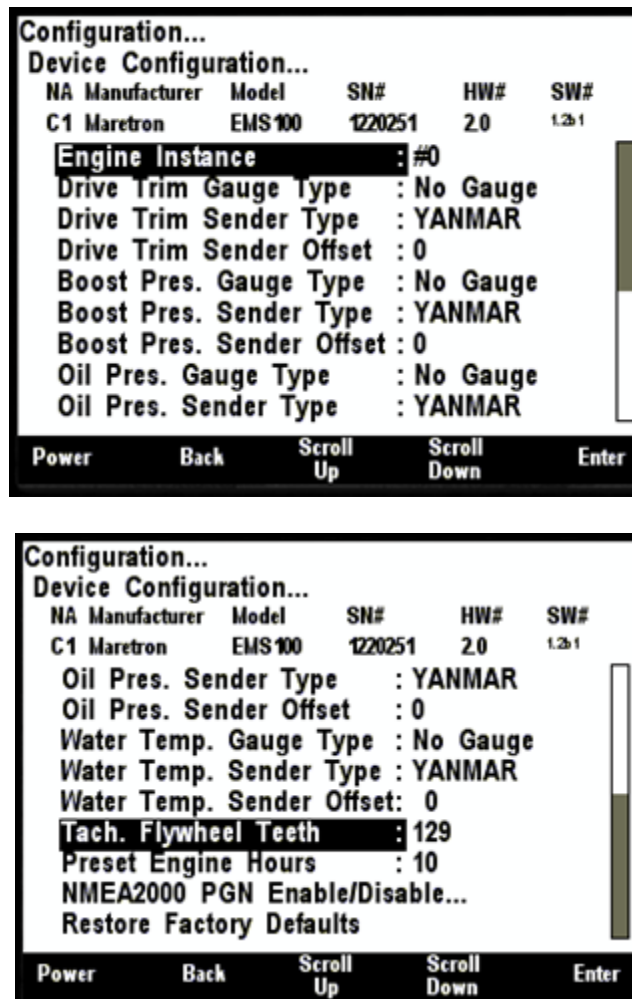 Configuration...
Device Configuration...
NA Manufacturer Model SN# HW# SW#
C1 Maretron EMS100 1220251 2.0 1.2b1
Engine Instance : #0
Drive Trim Gauge Type : No Gauge
Drive Trim Sender Type : YANMAR
Drive Trim Sender Offset : 0
Boost Pres. Gauge Type : No Gauge
Boost Pres. Sender Type : YANMAR
Boost Pres. Sender Offset : 0
Oil Pres. Gauge Type : No Gauge
Oil Pres. Sender Type : YANMAR
Power Back Scroll Up Scroll Down Enter
Configuration...
Device Configuration...
NA Manufacturer Model SN# HW# SW#
C1 Maretron EMS100 1220251 2.0 1.2b1
Oil Pres. Sender Type : YANMAR
Oil Pres. Sender Offset : 0
Water Temp. Gauge Type : No Gauge
Water Temp. Sender Type : YANMAR
Water Temp. Sender Offset: 0
Tach. Flywheel Teeth : 129
Preset Engine Hours : 10
NMEA2000 PGN Enable/Disable...
Restore Factory Defaults
Power Back Scroll Up Scroll Down Enter